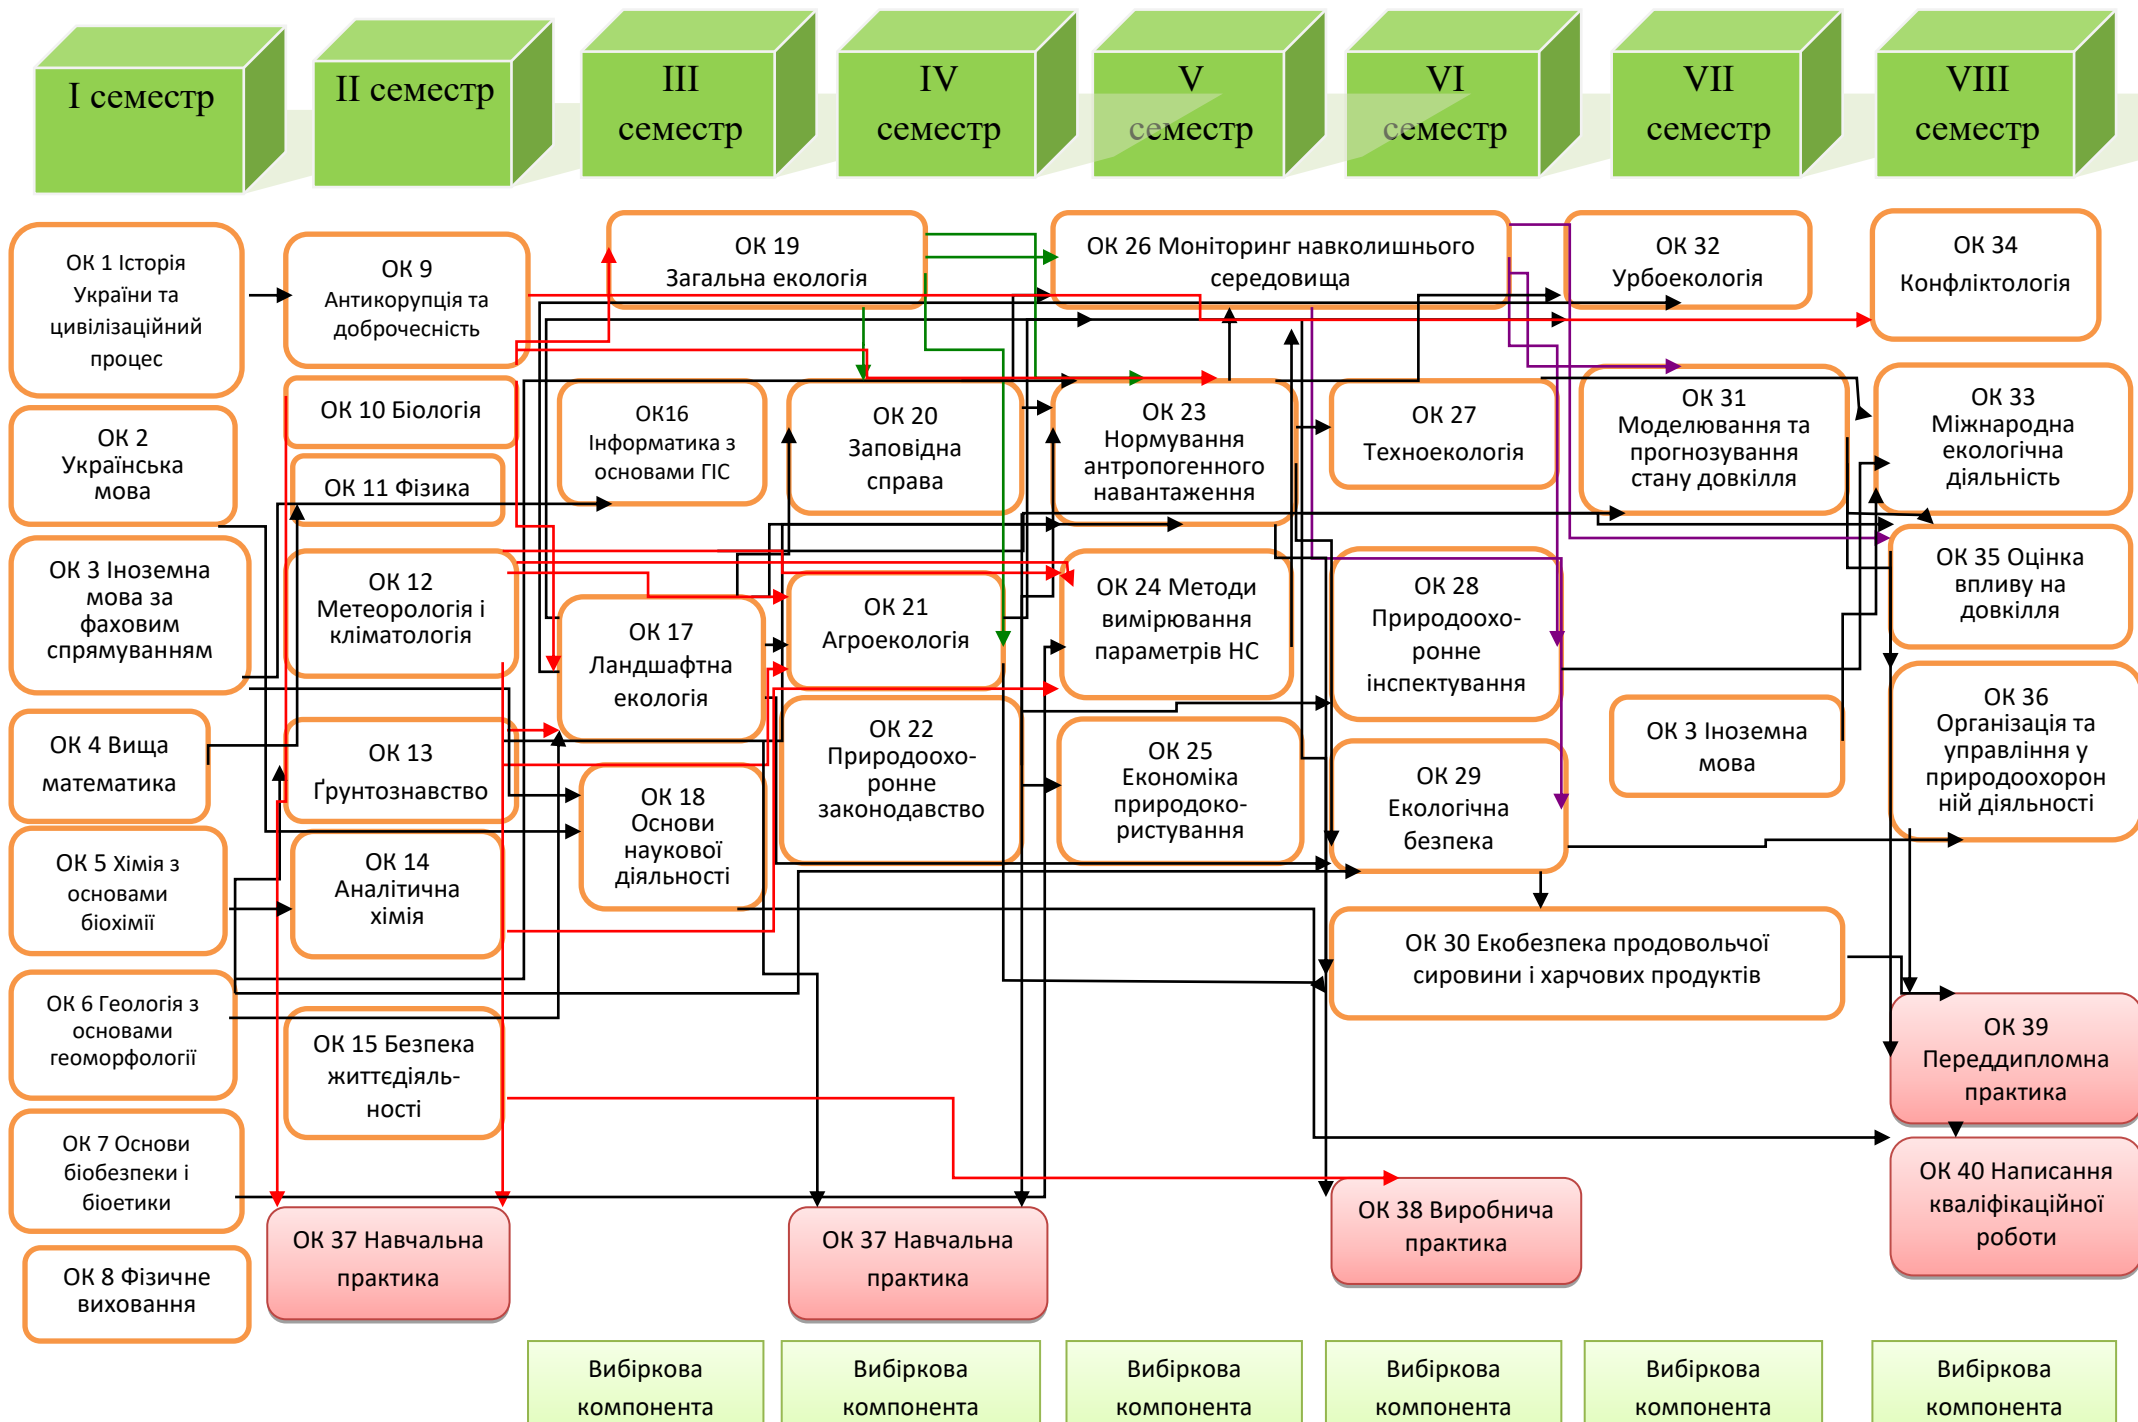 I семестр
II семестр
III
семестр
IV
семестр
V
семестр
VI
семестр
VII
семестр
VIII
семестр
ОК 1 Історія
України та
цивілізаційний
процес
ОК 2
Українська
мова
ОК 3 Іноземна
мова за
фаховим
спрямуванням
ОК 4 Вища
математика
ОК 5 Хімія з
основами
біохімії
ОК 6 Геологія з
основами
геоморфології
ОК 7 Основи
біобезпеки і
біоетики
ОК 8 Фізичне
виховання
ОК 9
Антикорупція та
доброчесність
ОК 10 Біологія
ОК 11 Фізика
ОК 12
Метеорологія і
кліматологія
ОК 13
Ґрунтознавство
ОК 14
Аналітична
хімія
ОК 15 Безпека
життєдіяль-
ності
ОК 37 Навчальна
практика
ОК 19
Загальна екологія
ОК16
Інформатика з
основами ГІС
ОК 17
Ландшафтна
екологія
ОК 18
Основи
наукової
діяльності
ОК 20
Заповідна
справа
ОК 21
Агроекологія
ОК 22
Природоохо-
ронне
законодавство
ОК 37 Навчальна
практика
ОК 26 Моніторинг навколишнього
середовища
ОК 23
Нормування
антропогенного
навантаження
ОК 24 Методи
вимірювання
параметрів НС
ОК 25
Економіка
природоко-
ристування
ОК 27
Техноекологія
ОК 28
Природоохо-
ронне
інспектування
ОК 29
Екологічна
безпека
ОК 30 Екобезпека продовольчої
сировини і харчових продуктів
ОК 38 Виробнича
практика
ОК 32
Урбоекологія
ОК 31
Моделювання та
прогнозування
стану довкілля
ОК 3 Іноземна
мова
ОК 34
Конфліктологія
ОК 33
Міжнародна
екологічна
діяльність
ОК 35 Оцінка
впливу на
довкілля
ОК 36
Організація та
управління у
природоохорон
ній діяльності
ОК 39
Переддипломна
практика
ОК 40 Написання
кваліфікаційної
роботи
Вибіркова
компонента
Вибіркова
компонента
Вибіркова
компонента
Вибіркова
компонента
Вибіркова
компонента
Вибіркова
компонента